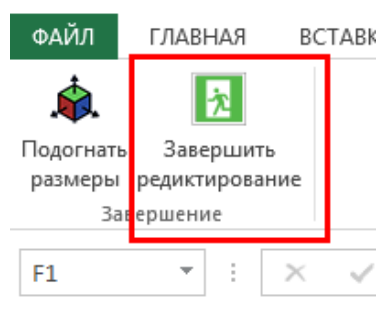 ФАЙЛ ГЛАВНАЯ ВСТАВК
Подогнать размеры
Завершить редиктирование
Завершение
F1